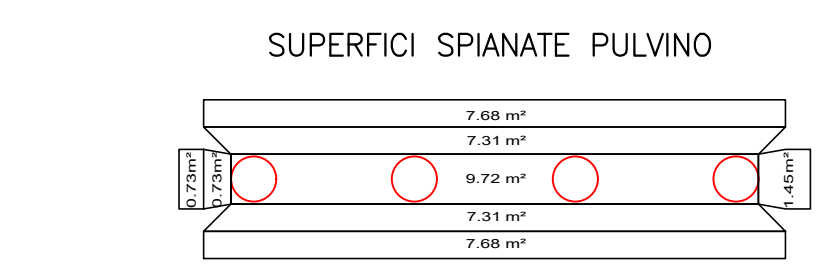 SUPERFICI SPIANATE PULVINO
7.68 m²
7.31 m²
0.73m²
0.73m²
9.72 m²
1.45m²
7.31 m²
7.68 m²